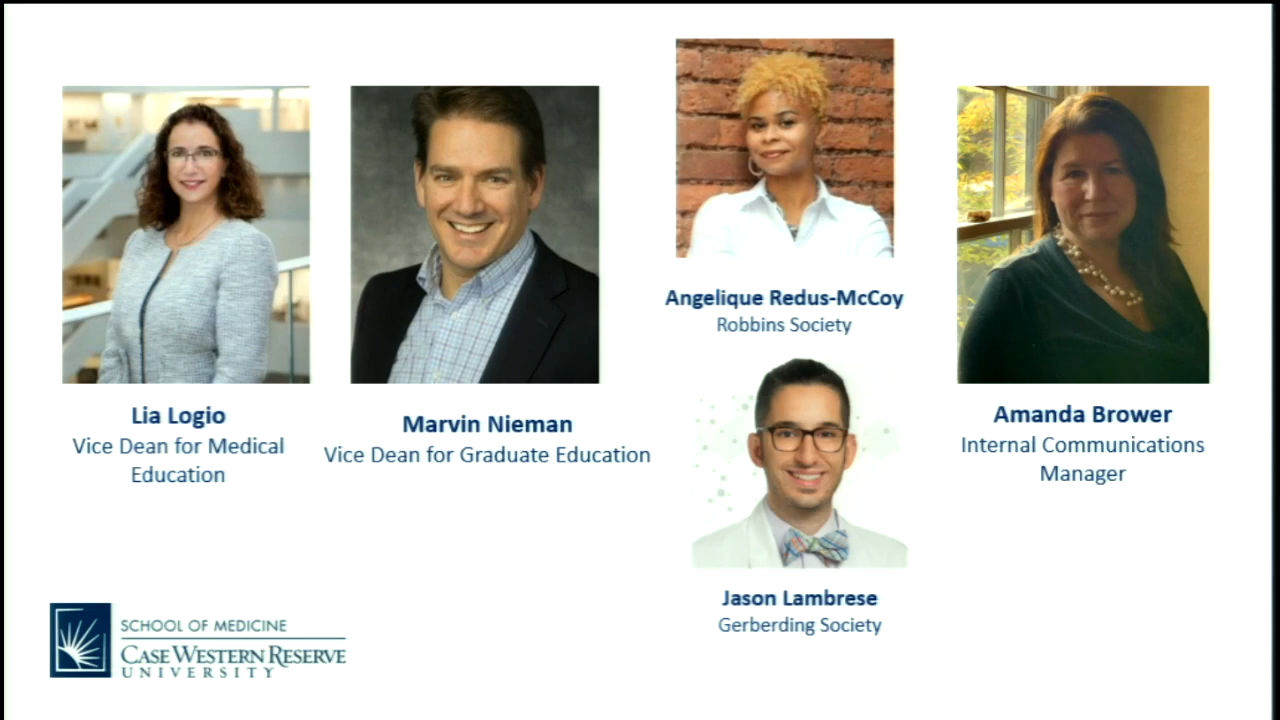 Lia Logio
Vice Dean for Medical
Education
Marvin Nieman
Vice Dean for Graduate Education
Angelique Redus-McCoy
Robbins Society
Jason Lambrese
Gerberding Society
Amanda Brower
Internal Communications
Manager
SCHOOL OF MEDICINE
CASE WESTERN RESERVE
UNIVERSITY